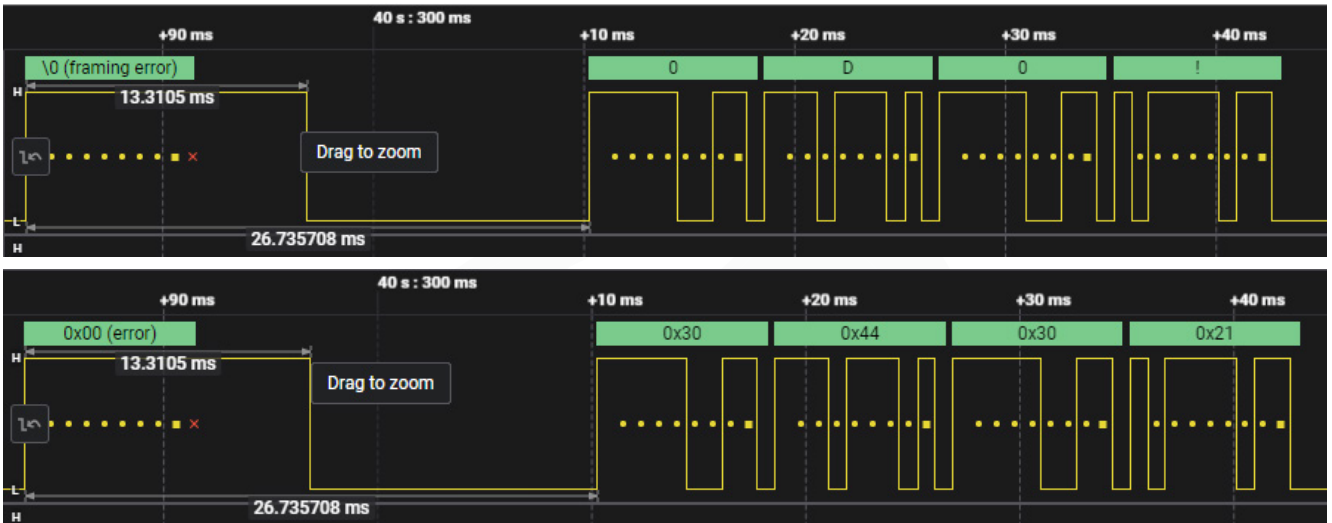 40 s : 300 ms
+90 ms +10 ms +20 ms +30 ms +40 ms
\0 (framing error) 0 D 0 !
H
13.3105 ms
Drag to zoom
L
26.735708 ms
H
40 s : 300 ms
+90 ms +10 ms +20 ms +30 ms +40 ms
0x00 (error) 0x30 0x44 0x30 0x21
H
13.3105 ms
Drag to zoom
L
26.735708 ms
H